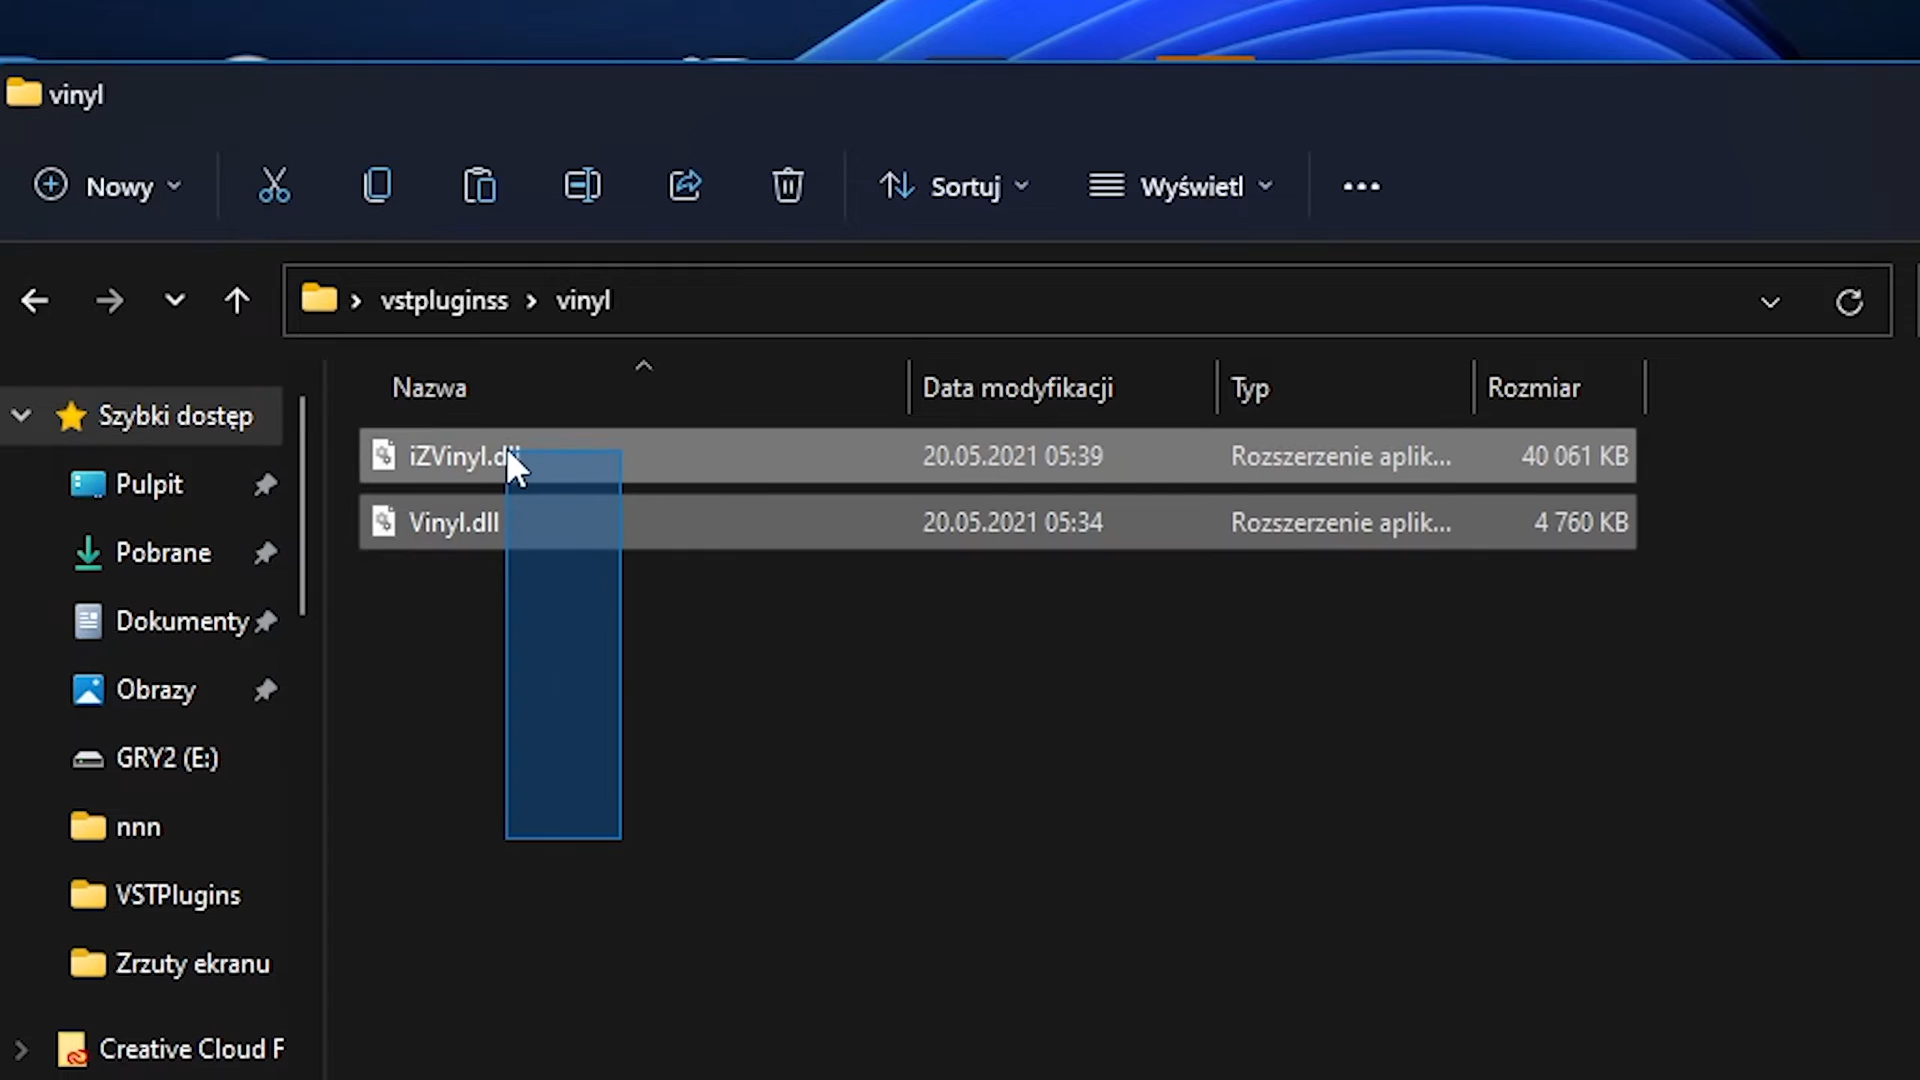 vinyl
Nowy
Sortuj
Wyświetl
vstpluginss
vinyl
Nazwa
Data modyfikacji
Typ
Rozmiar
iZVinyl.dll
20.05.2021 05:39
Rozszerzenie aplik...
40 061 KB
Vinyl.dll
20.05.2021 05:34
Rozszerzenie aplik...
4 760 KB
Szybki dostęp
Pulpit
Pobrane
Dokumenty
Obrazy
GRY2 (E:)
nnn
VSTPlugins
Zrzuty ekranu
Creative Cloud F